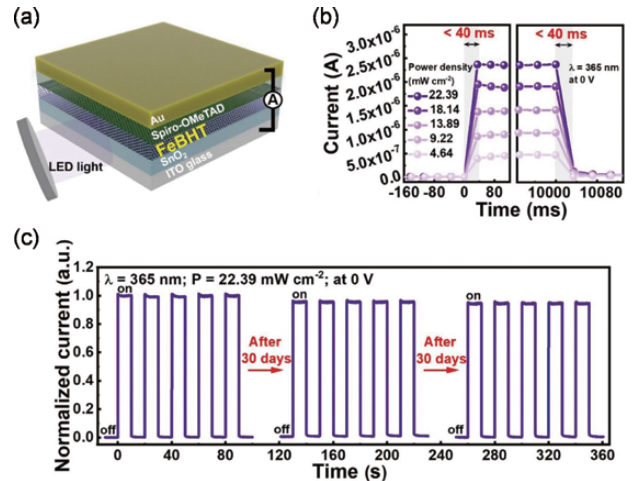 (a)
Au
Spiro-OMeTAD
FeBHT
SnO₂
ITO glass
LED light
A
(b)
< 40 ms
< 40 ms
3.0x10⁻⁶
2.5x10⁻⁶
2.0x10⁻⁶
1.5x10⁻⁶
1.0x10⁻⁶
5.0x10⁻⁷
0.0
Current (A)
Power density
(mW cm⁻²)
22.39
18.14
13.89
9.22
4.64
λ = 365 nm
at 0 V
-160 -80 0 80 10000 10080
Time (ms)
(c)
Normalized current (a.u.)
1.2
1.0
0.8
0.6
0.4
0.2
0.0
λ = 365 nm; P = 22.39 mW cm⁻²; at 0 V
on
on
on
After
30 days
After
30 days
off
off
off
0 40 80 120 160 200 240 280 320 360
Time (s)